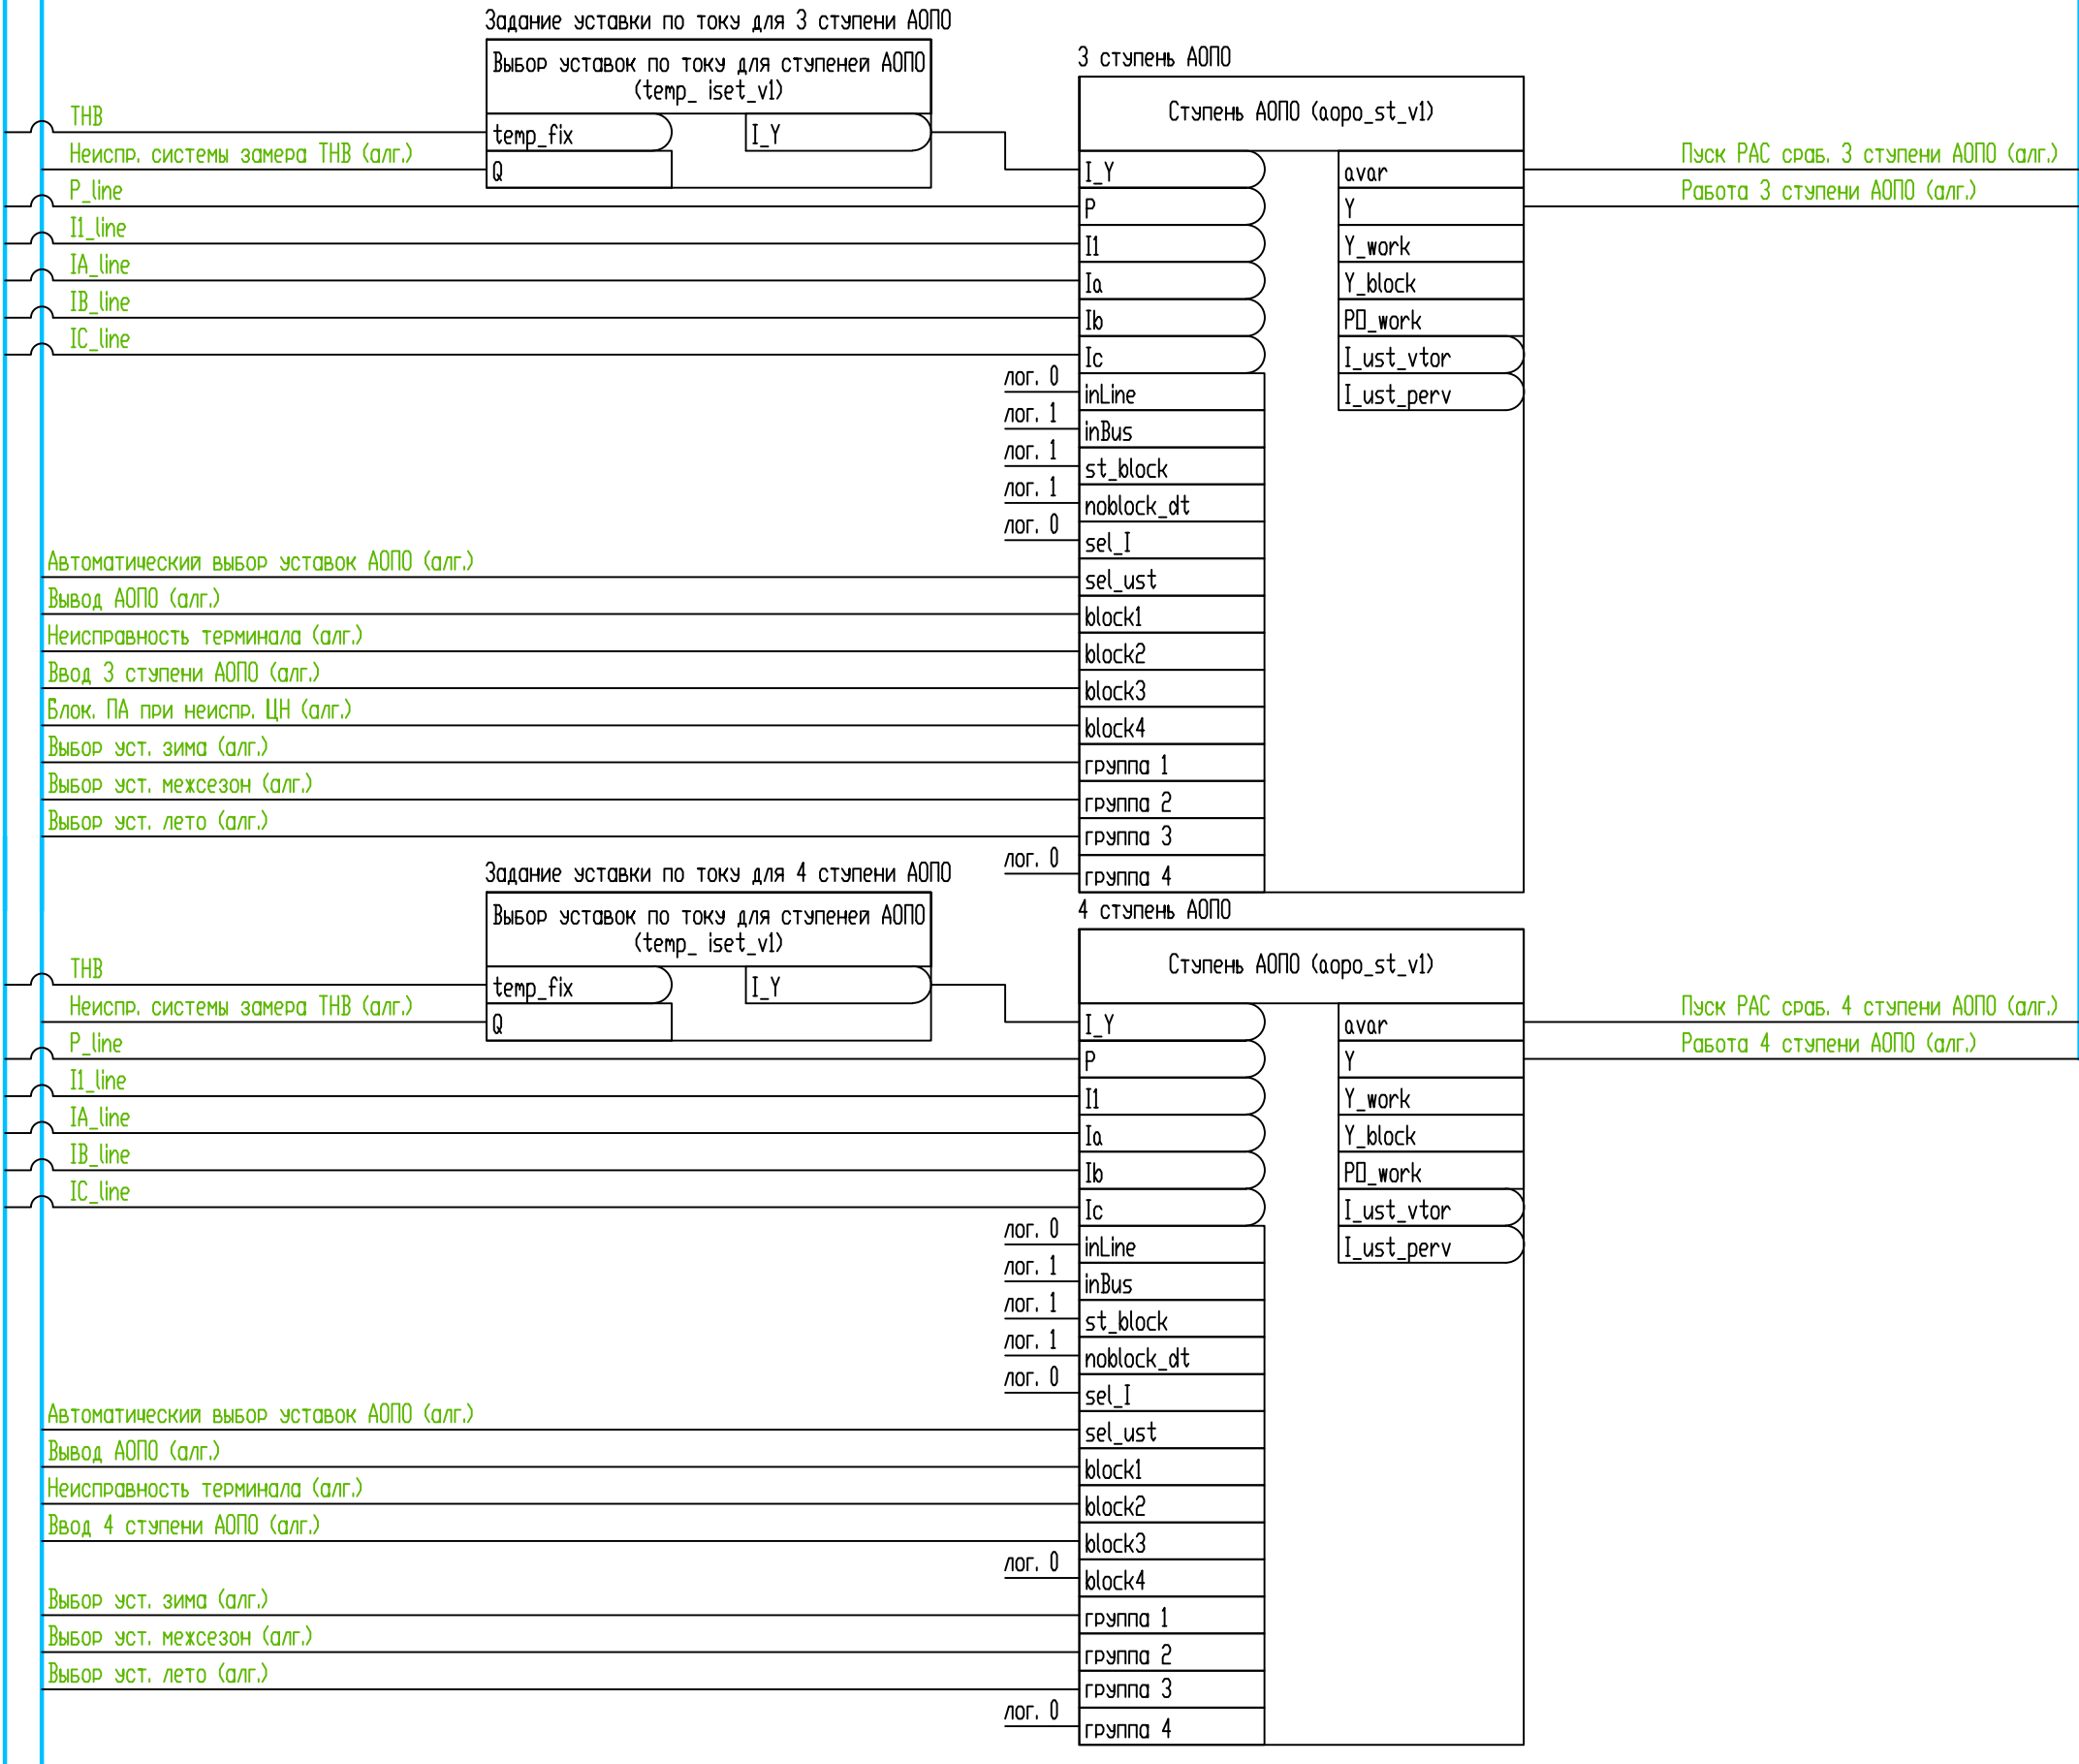 Задание уставки по току для 3 ступени АОПО
Выбор уставок по току для ступеней АОПО
(temp_ iset_v1)
ТНВ
temp_fix
I_Y
Неиспр. системы замера ТНВ (алг.)
Q
3 ступень АОПО
Ступень АОПО (aopo_st_v1)
I_Y
avar
Пуск РАС сраб. 3 ступени АОПО (алг.)
P_line
P
Y
Работа 3 ступени АОПО (алг.)
I1_line
I1
Y_work
IA_line
Ia
Y_block
IB_line
Ib
IC_line
Ic
I_ust_vtor
лог. 0
inLine
I_ust_perv
лог. 1
inBus
лог. 1
st_block
лог. 1
noblock_dt
лог. 0
sel_I
Автоматический выбор уставок АОПО (алг.)
sel_ust
Вывод АОПО (алг.)
block1
Неисправность терминала (алг.)
block2
Ввод 3 ступени АОПО (алг.)
block3
Блок. ПА при неиспр. ЦН (алг.)
block4
Выбор уст. зима (алг.)
группа 1
Выбор уст. межсезон (алг.)
группа 2
Выбор уст. лето (алг.)
группа 3
лог. 0
группа 4
Задание уставки по току для 4 ступени АОПО
Выбор уставок по току для ступеней АОПО
(temp_ iset_v1)
ТНВ
temp_fix
I_Y
Неиспр. системы замера ТНВ (алг.)
Q
4 ступень АОПО
Ступень АОПО (aopo_st_v1)
I_Y
avar
Пуск РАС сраб. 4 ступени АОПО (алг.)
P_line
P
Y
Работа 4 ступени АОПО (алг.)
I1_line
I1
Y_work
IA_line
Ia
Y_block
IB_line
Ib
IC_line
Ic
I_ust_vtor
лог. 0
inLine
I_ust_perv
лог. 1
inBus
лог. 1
st_block
лог. 1
noblock_dt
лог. 0
sel_I
Автоматический выбор уставок АОПО (алг.)
sel_ust
Вывод АОПО (алг.)
block1
Неисправность терминала (алг.)
block2
Ввод 4 ступени АОПО (алг.)
block3
лог. 0
block4
Выбор уст. зима (алг.)
группа 1
Выбор уст. межсезон (алг.)
группа 2
Выбор уст. лето (алг.)
группа 3
лог. 0
группа 4